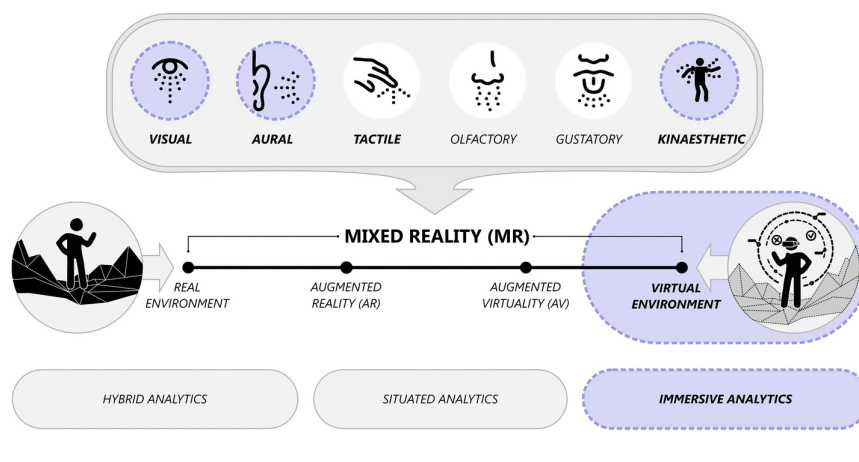 VISUAL
AURAL
TACTILE
OLFACTORY
GUSTATORY
KINAESTHETIC
MIXED REALITY (MR)
REAL
ENVIRONMENT
AUGMENTED
REALITY (AR)
AUGMENTED
VIRTUALITY (AV)
VIRTUAL
ENVIRONMENT
HYBRID ANALYTICS
SITUATED ANALYTICS
IMMERSIVE ANALYTICS